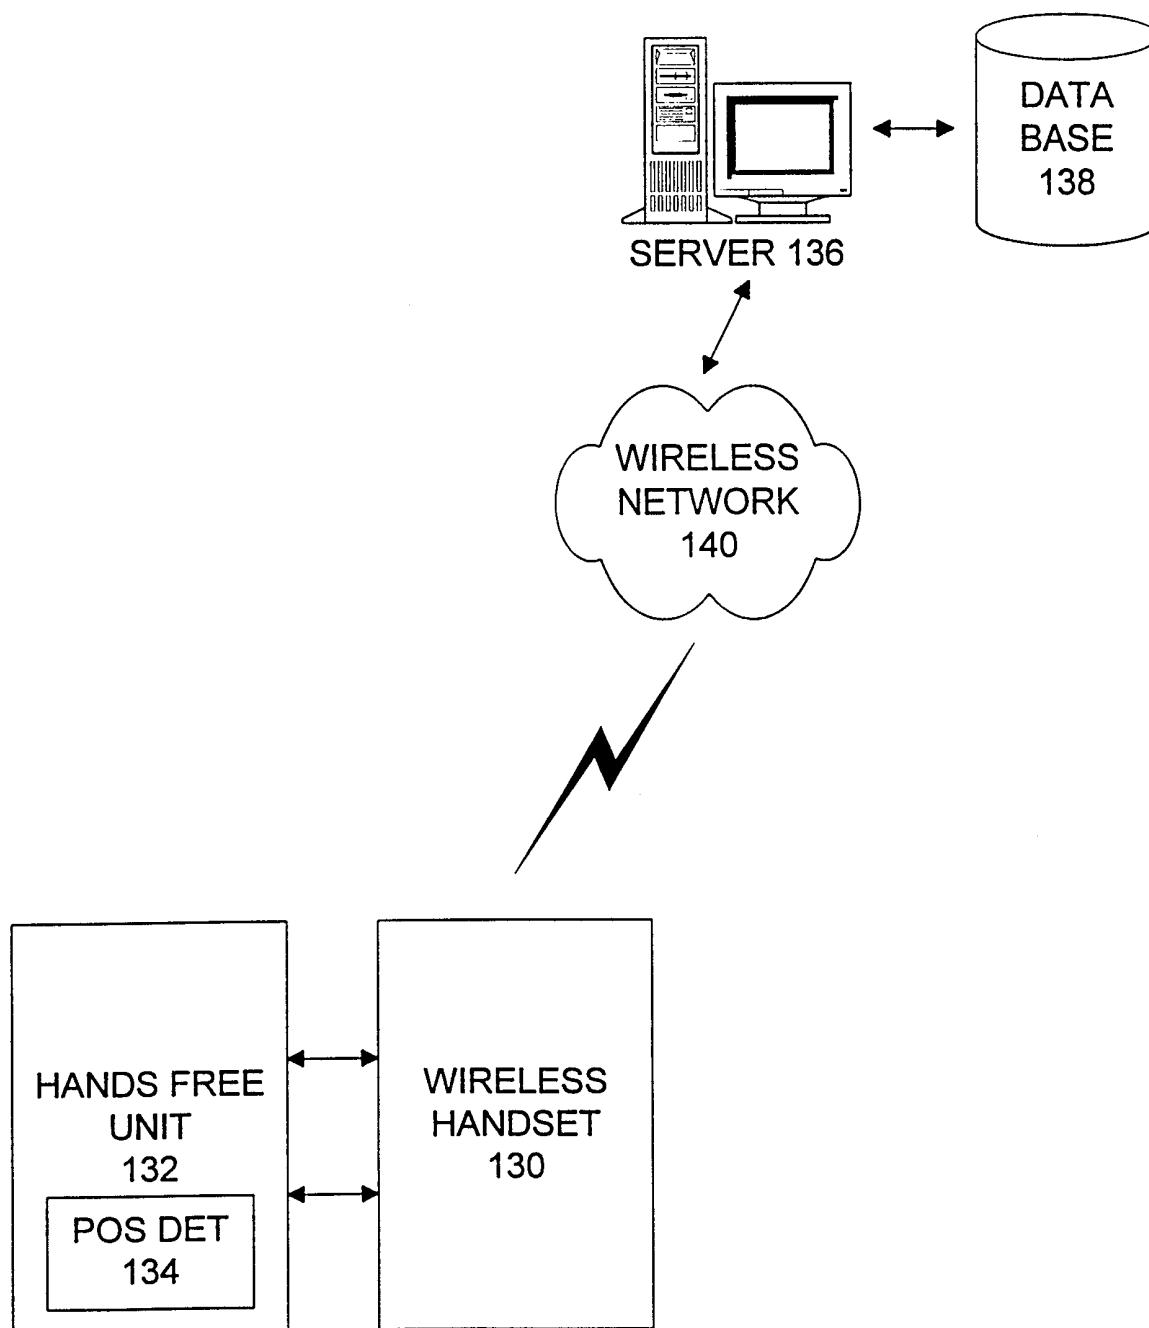 DATA
BASE
138
SERVER 136
WIRELESS
NETWORK
140
HANDS FREE
UNIT
132
POS DET
134
WIRELESS
HANDSET
130